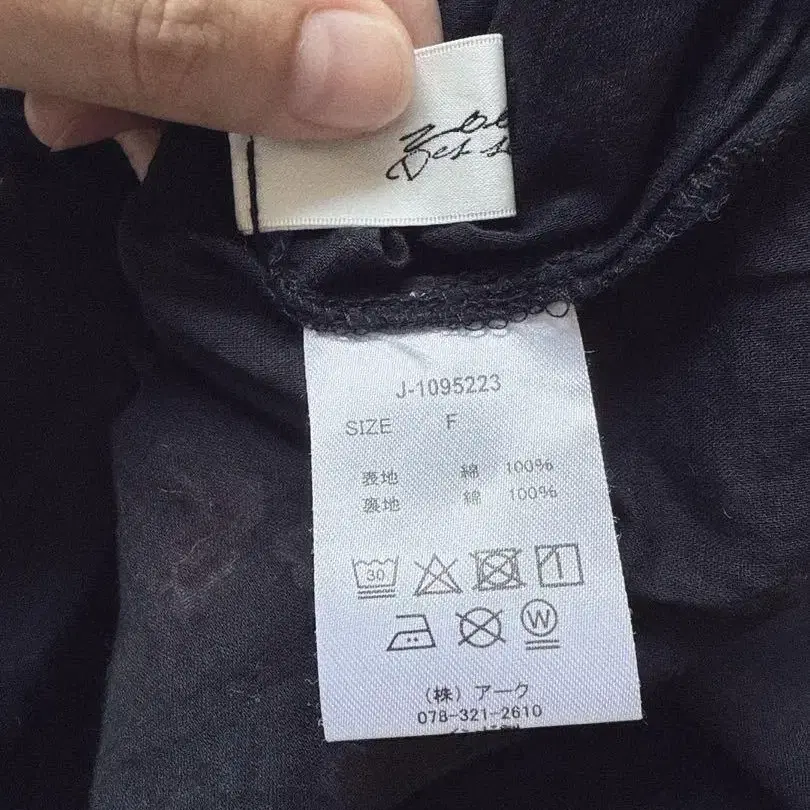 J-1095223
SIZE F
表地 綿 100%
裏地 綿 100%
30
W
(株) アーク
078-321-2610